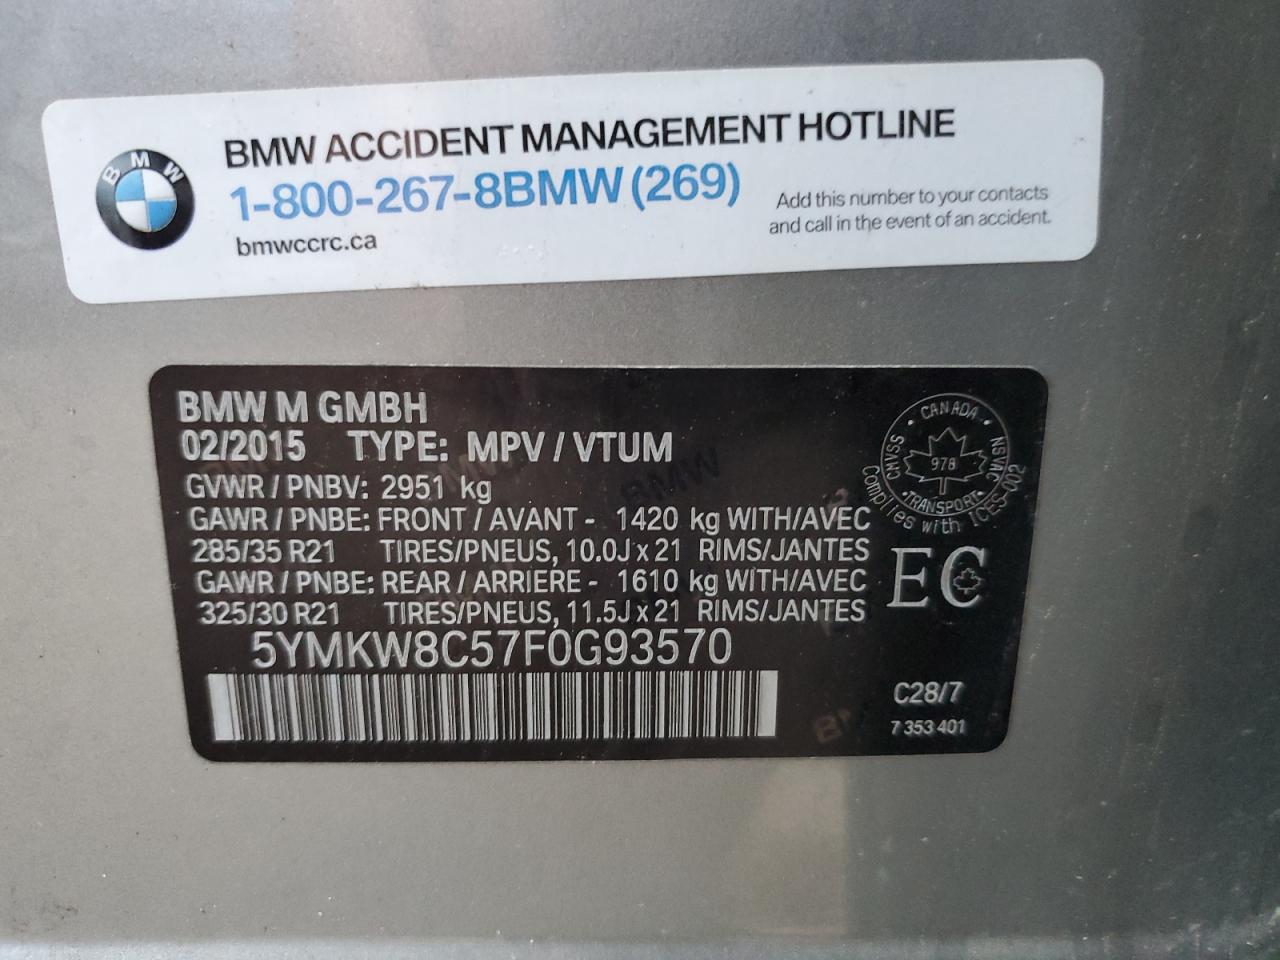 BMW
BMW ACCIDENT MANAGEMENT HOTLINE
1-800-267-8BMW (269)
bmwccrc.ca
Add this number to your contacts
and call in the event of an accident.
BMW M GMBH
02/2015 TYPE: MPV / VTUM
GVWR / PNBV: 2951 kg
GAWR / PNBE: FRONT / AVANT - 1420 kg WITH/AVEC
285/35 R21 TIRES/PNEUS, 10.0J x 21 RIMS/JANTES
GAWR / PNBE: REAR / ARRIERE - 1610 kg WITH/AVEC
325/30 R21 TIRES/PNEUS, 11.5J x 21 RIMS/JANTES
5YMKW8C57F0G93570
CANADA
CMVSS
NSVAC
978
TRANSPORT
Complies with ICES-002
EC
C28/7
7 353 401
BMW
BMW